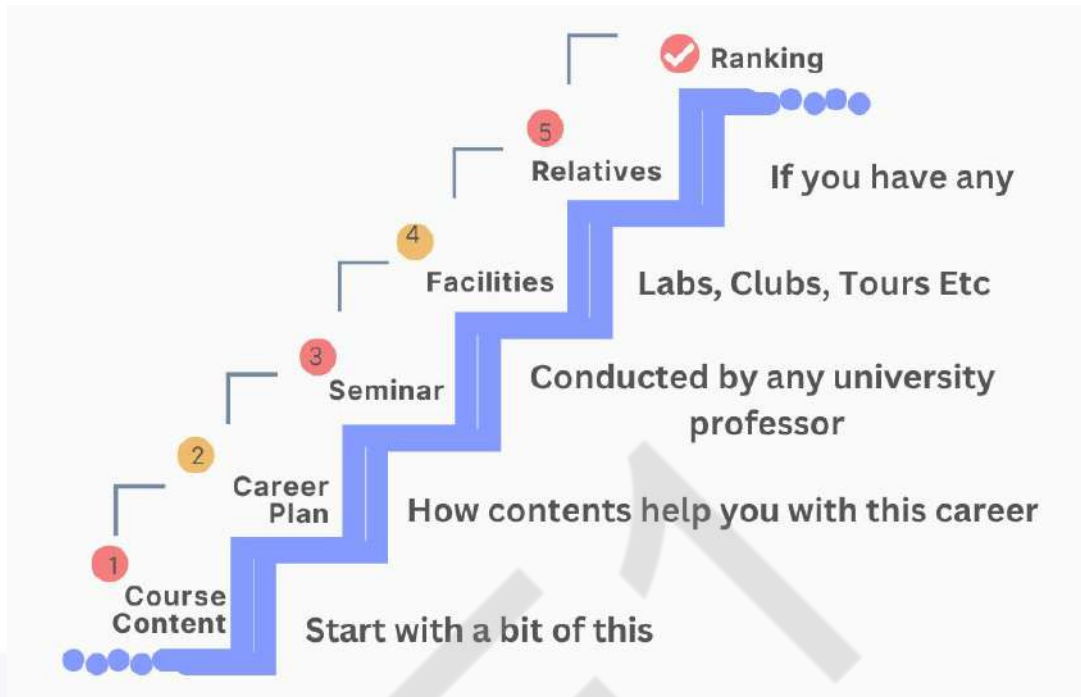 Ranking
5
Relatives
If you have any
4
Facilities
Labs, Clubs, Tours Etc
3
Seminar
Conducted by any university
professor
2
Career
Plan
How contents help you with this career
1
Course
Content
Start with a bit of this